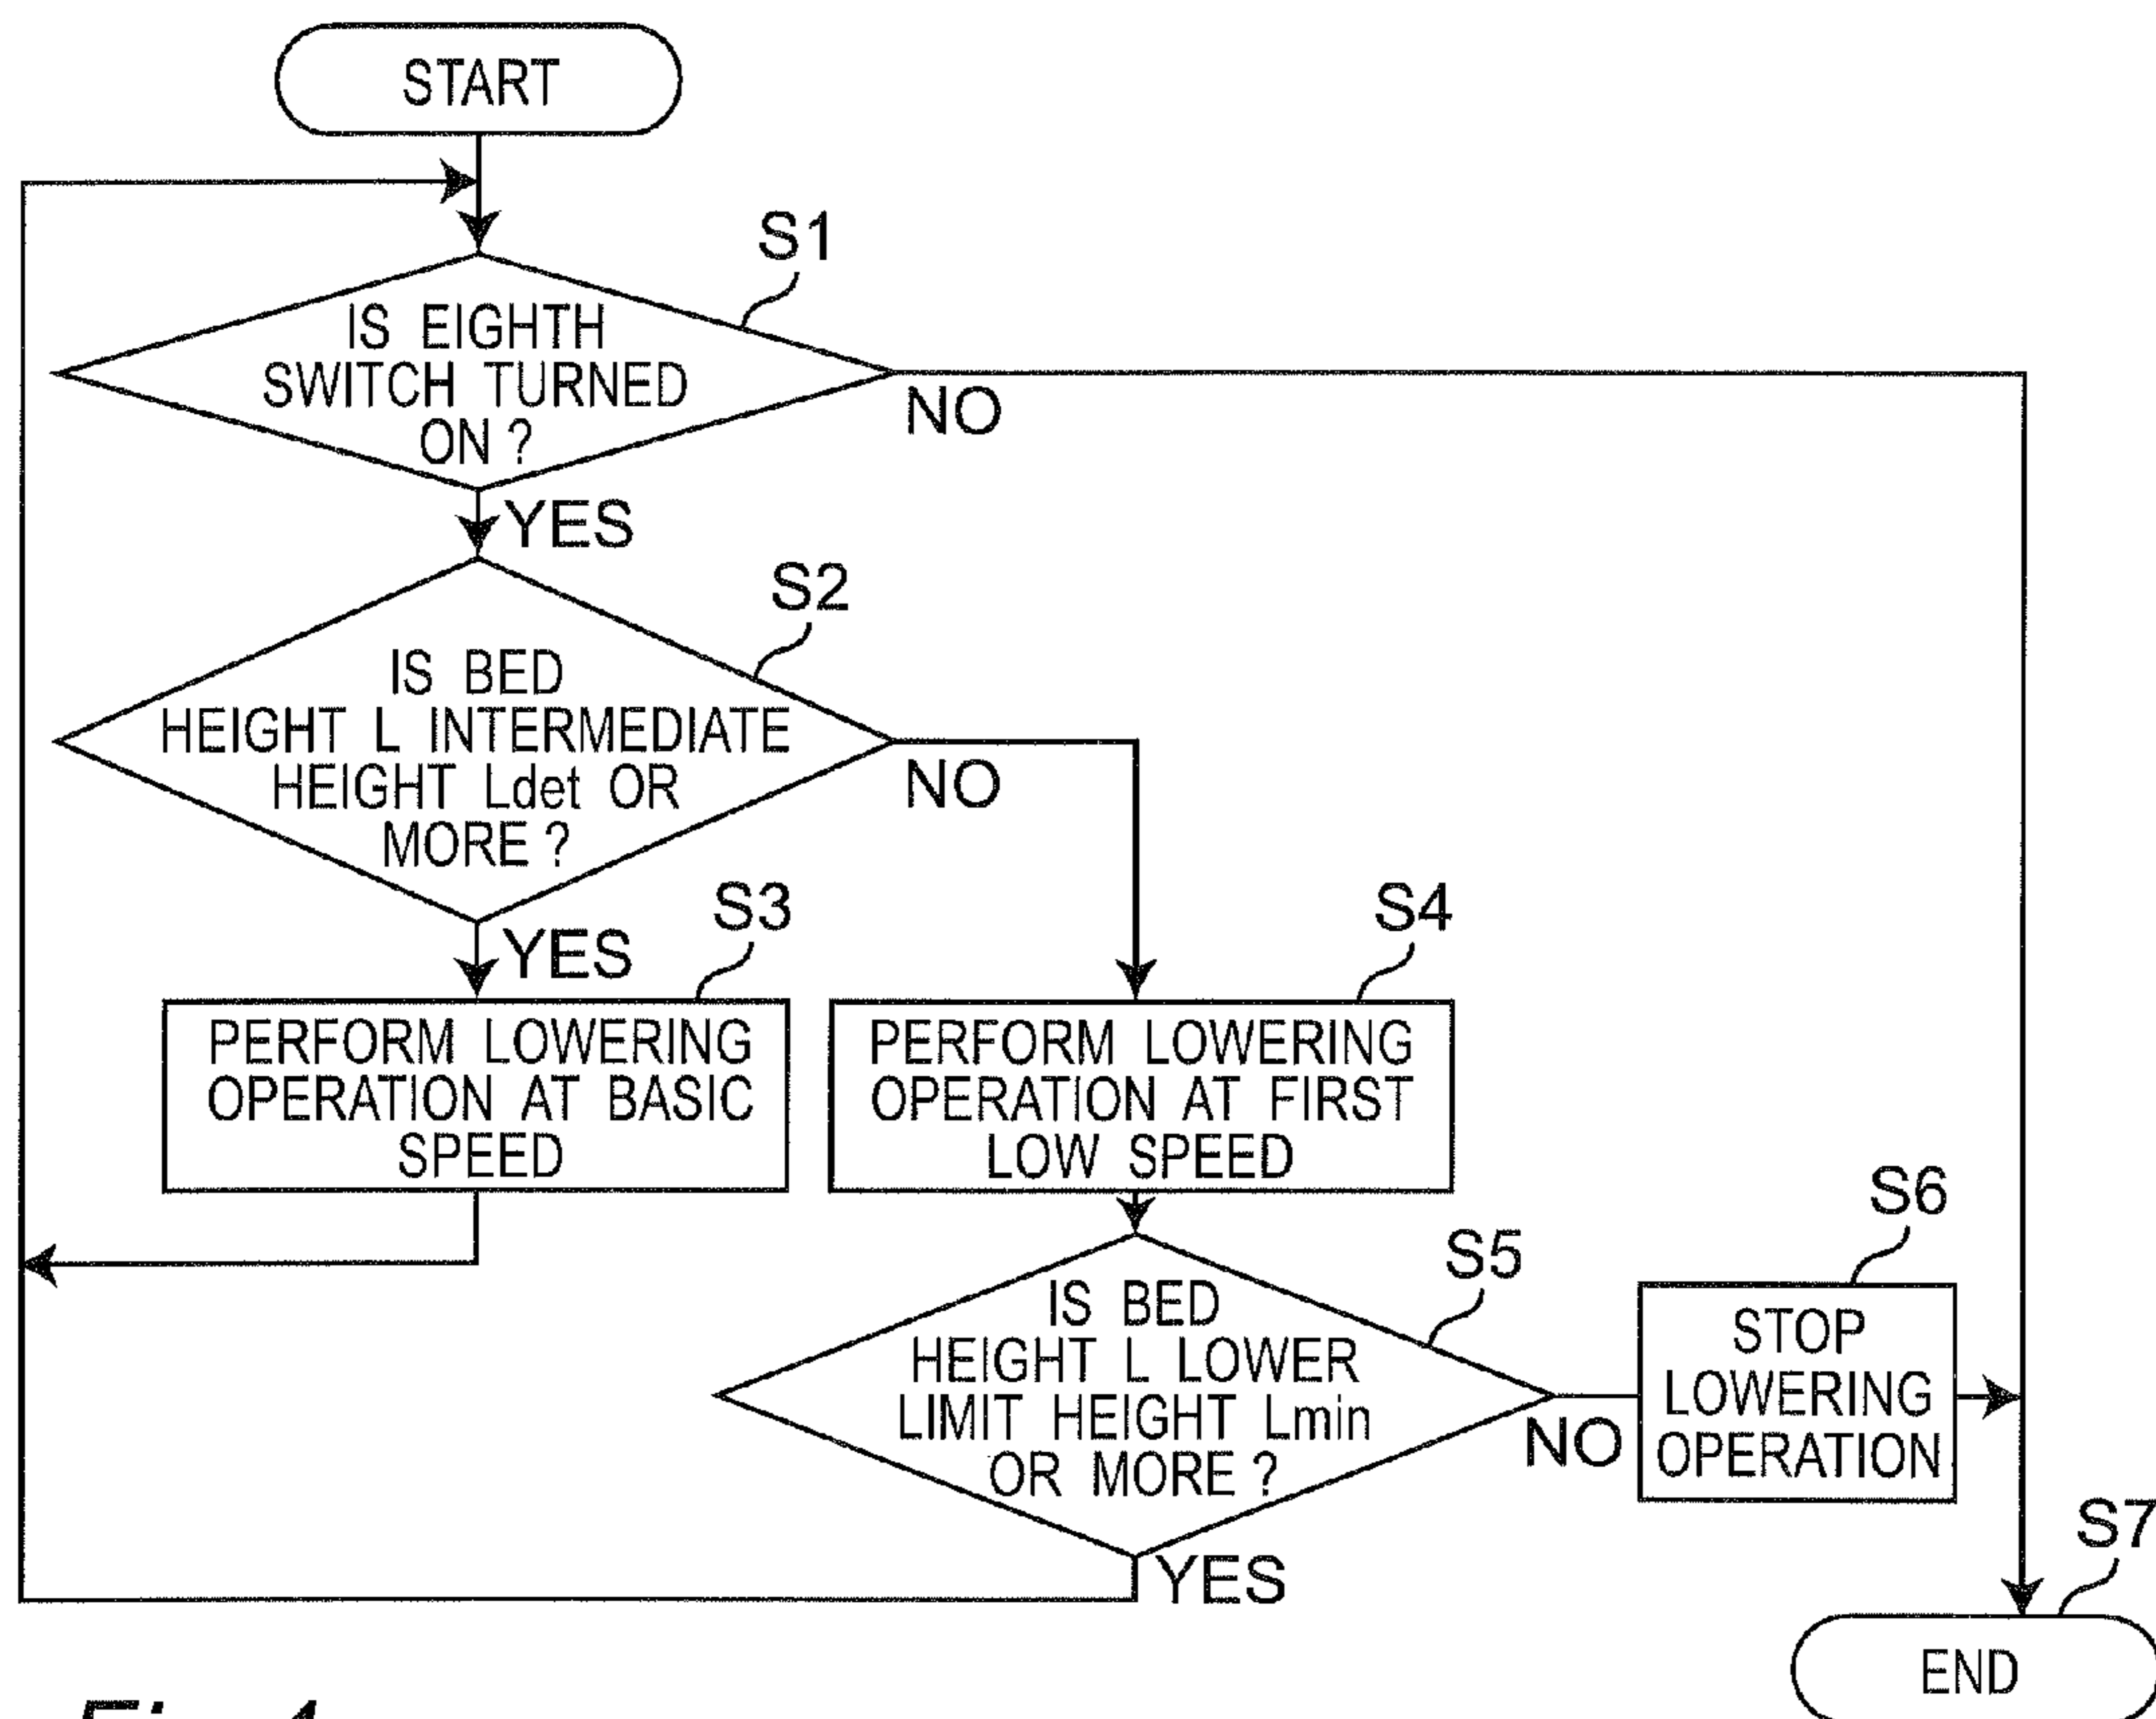 START
S1
IS EIGHTH
SWITCH TURNED
ON ?
NO
YES
S2
IS BED
HEIGHT L INTERMEDIATE
HEIGHT Ldet OR
MORE ?
NO
YES
S3
PERFORM LOWERING
OPERATION AT BASIC
SPEED
S4
PERFORM LOWERING
OPERATION AT FIRST
LOW SPEED
S5
IS BED
HEIGHT L LOWER
LIMIT HEIGHT Lmin
OR MORE ?
NO
YES
S6
STOP
LOWERING
OPERATION
S7
END